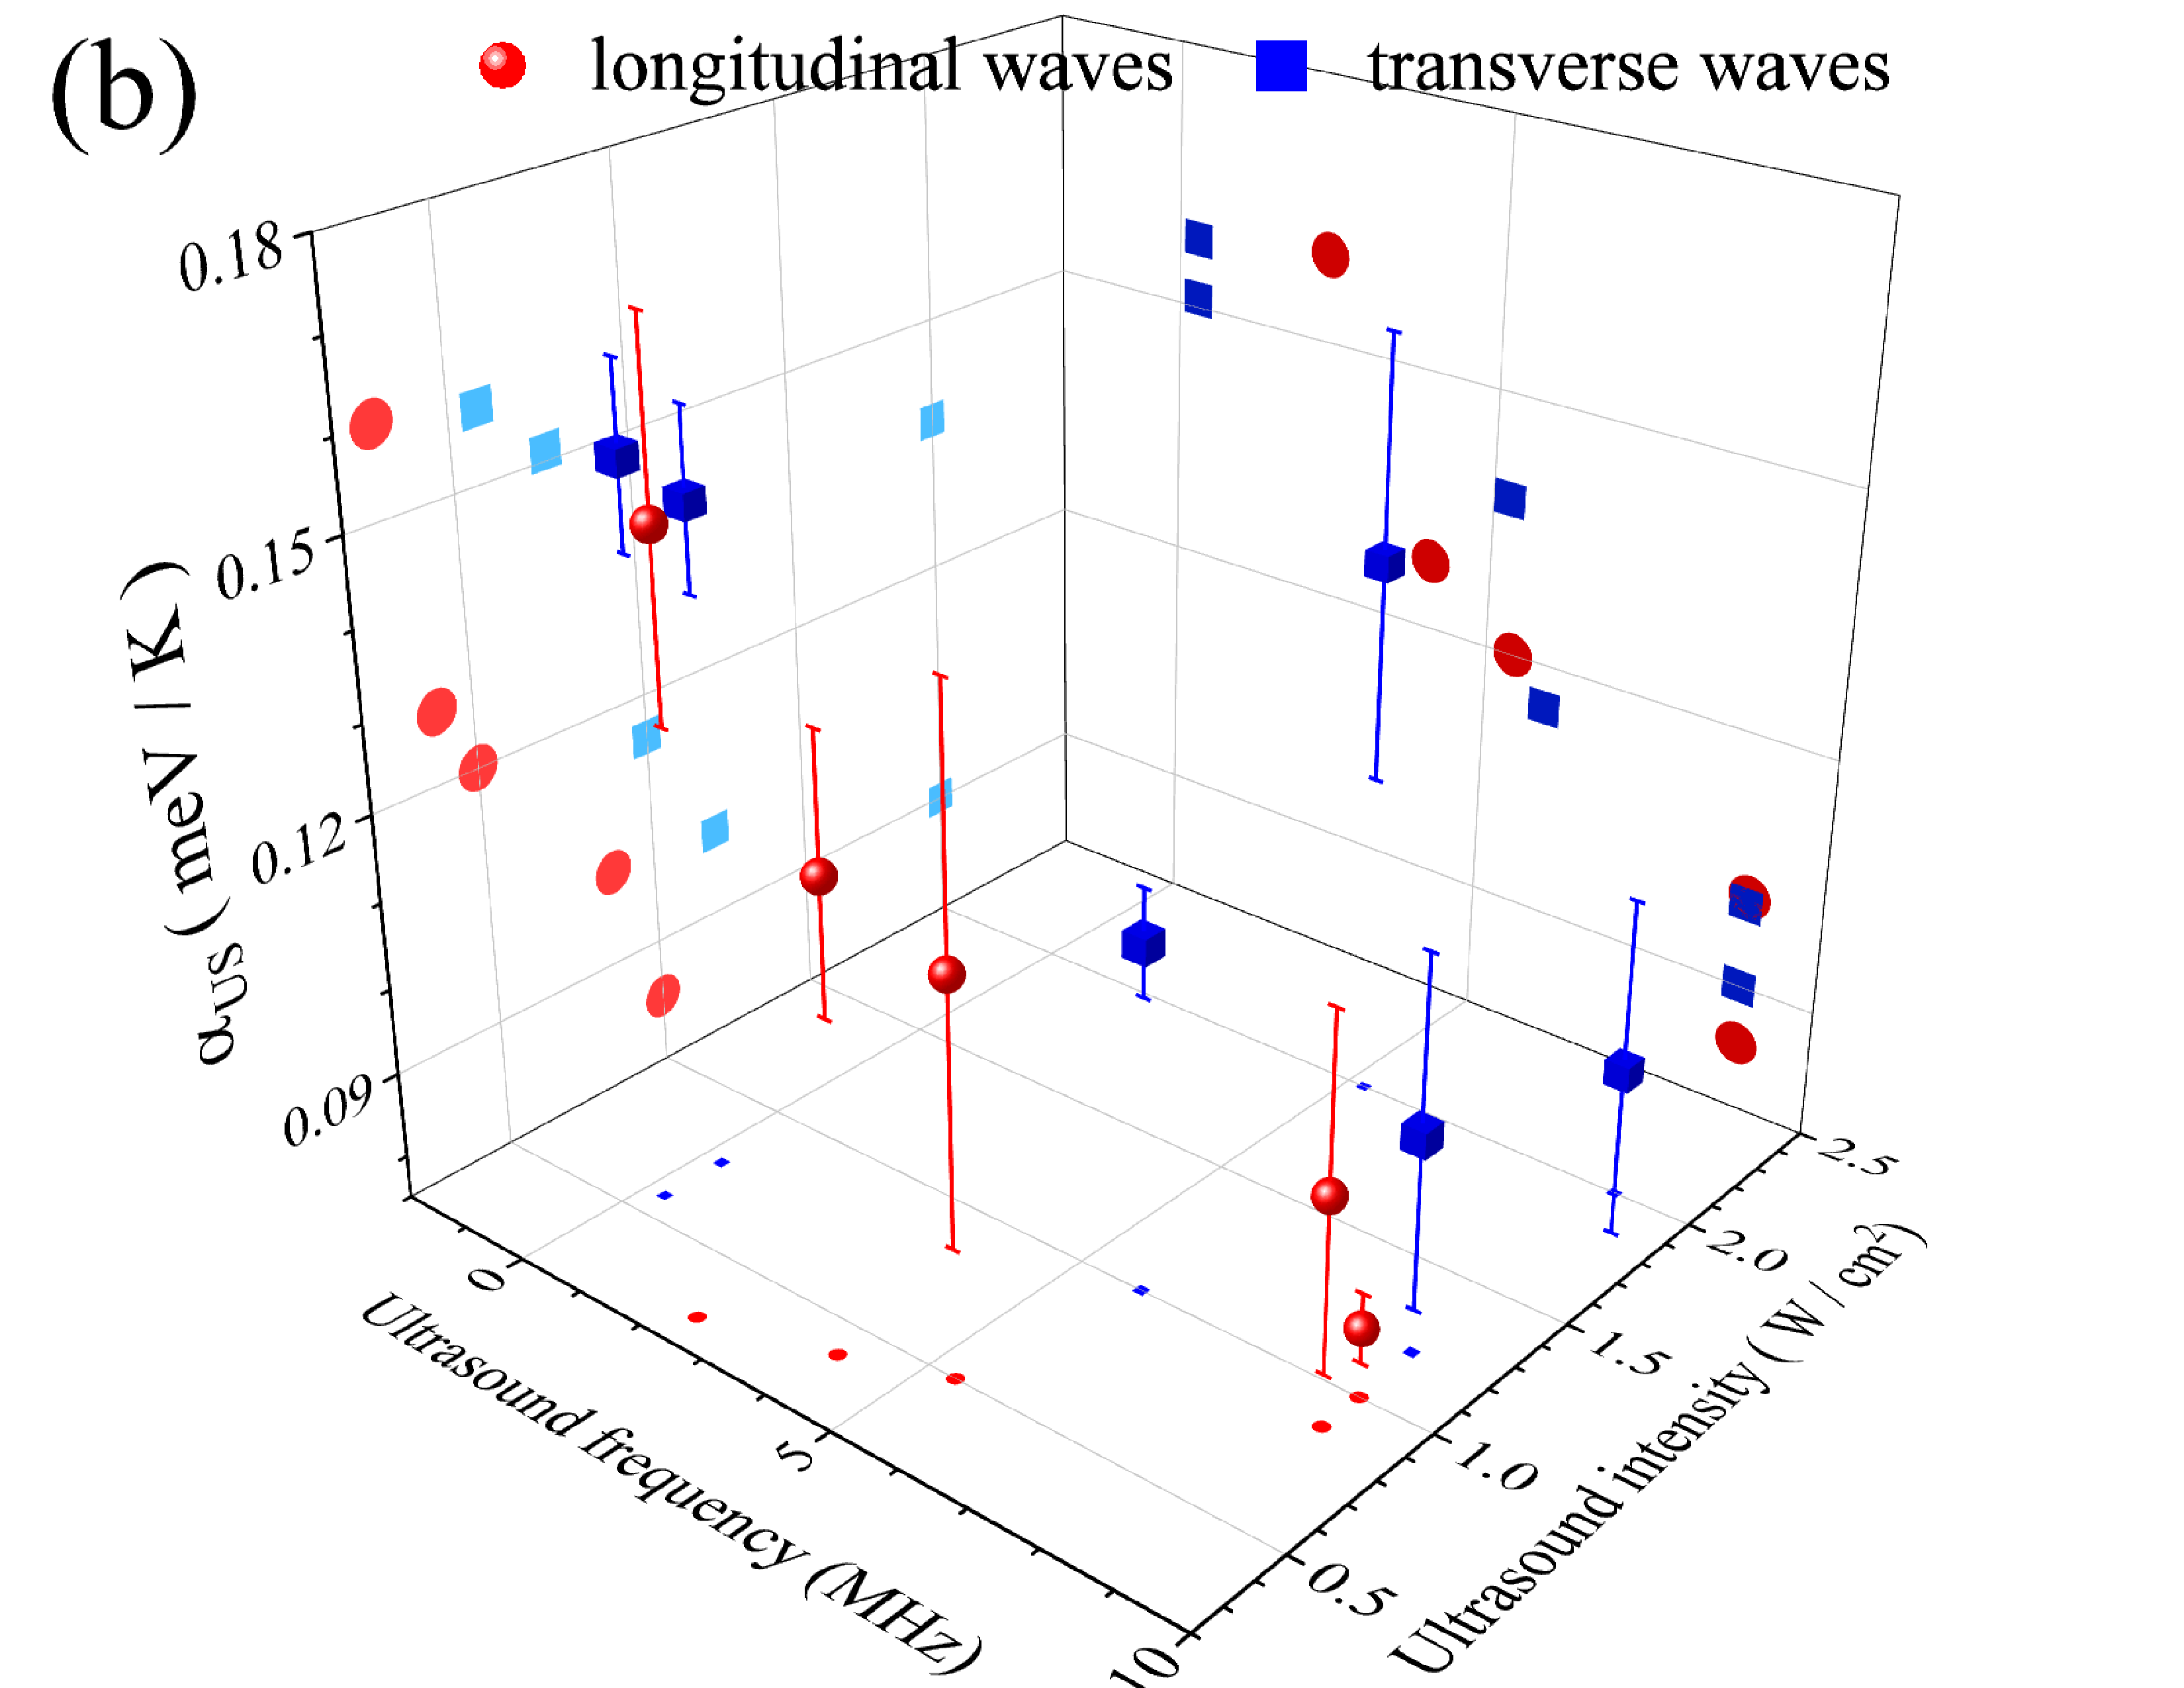 (b)
longitudinal waves
transverse waves
0.18
0.15
0.12
0.09
αUS ( meV / K )
0
5
10
Ultrasound frequency (MHz)
0.5
1.0
1.5
2.0
2.5
Ultrasound intensity ( W / cm²)